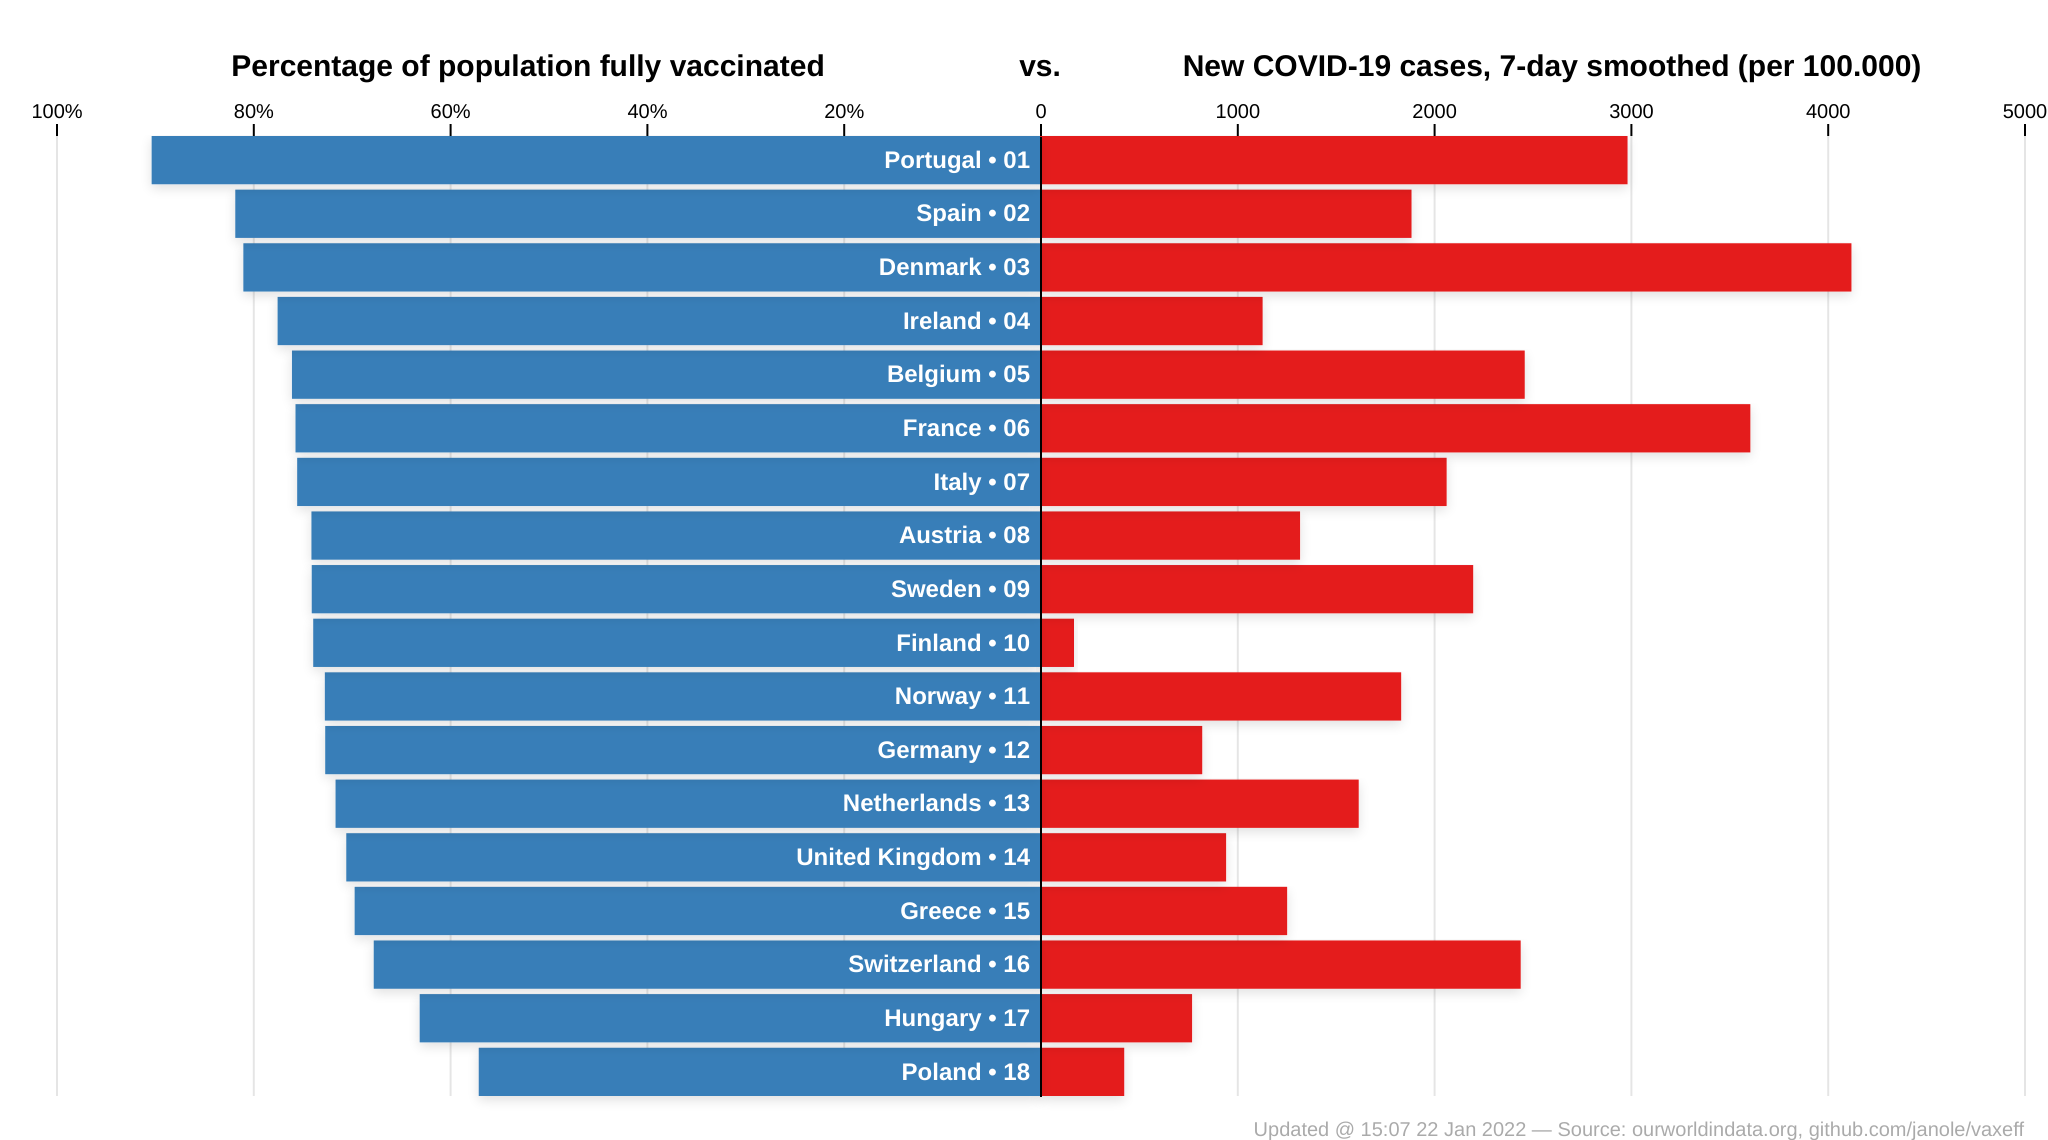 Percentage of population fully vaccinated vs. New COVID-19 cases, 7-day smoothed (per 100.000)
100% 80% 60% 40% 20% 0 1000 2000 3000 4000 5000
Portugal • 01
Spain • 02
Denmark • 03
Ireland • 04
Belgium • 05
France • 06
Italy • 07
Austria • 08
Sweden • 09
Finland • 10
Norway • 11
Germany • 12
Netherlands • 13
United Kingdom • 14
Greece • 15
Switzerland • 16
Hungary • 17
Poland • 18
Updated @ 15:07 22 Jan 2022 — Source: ourworldindata.org, github.com/janole/vaxeff